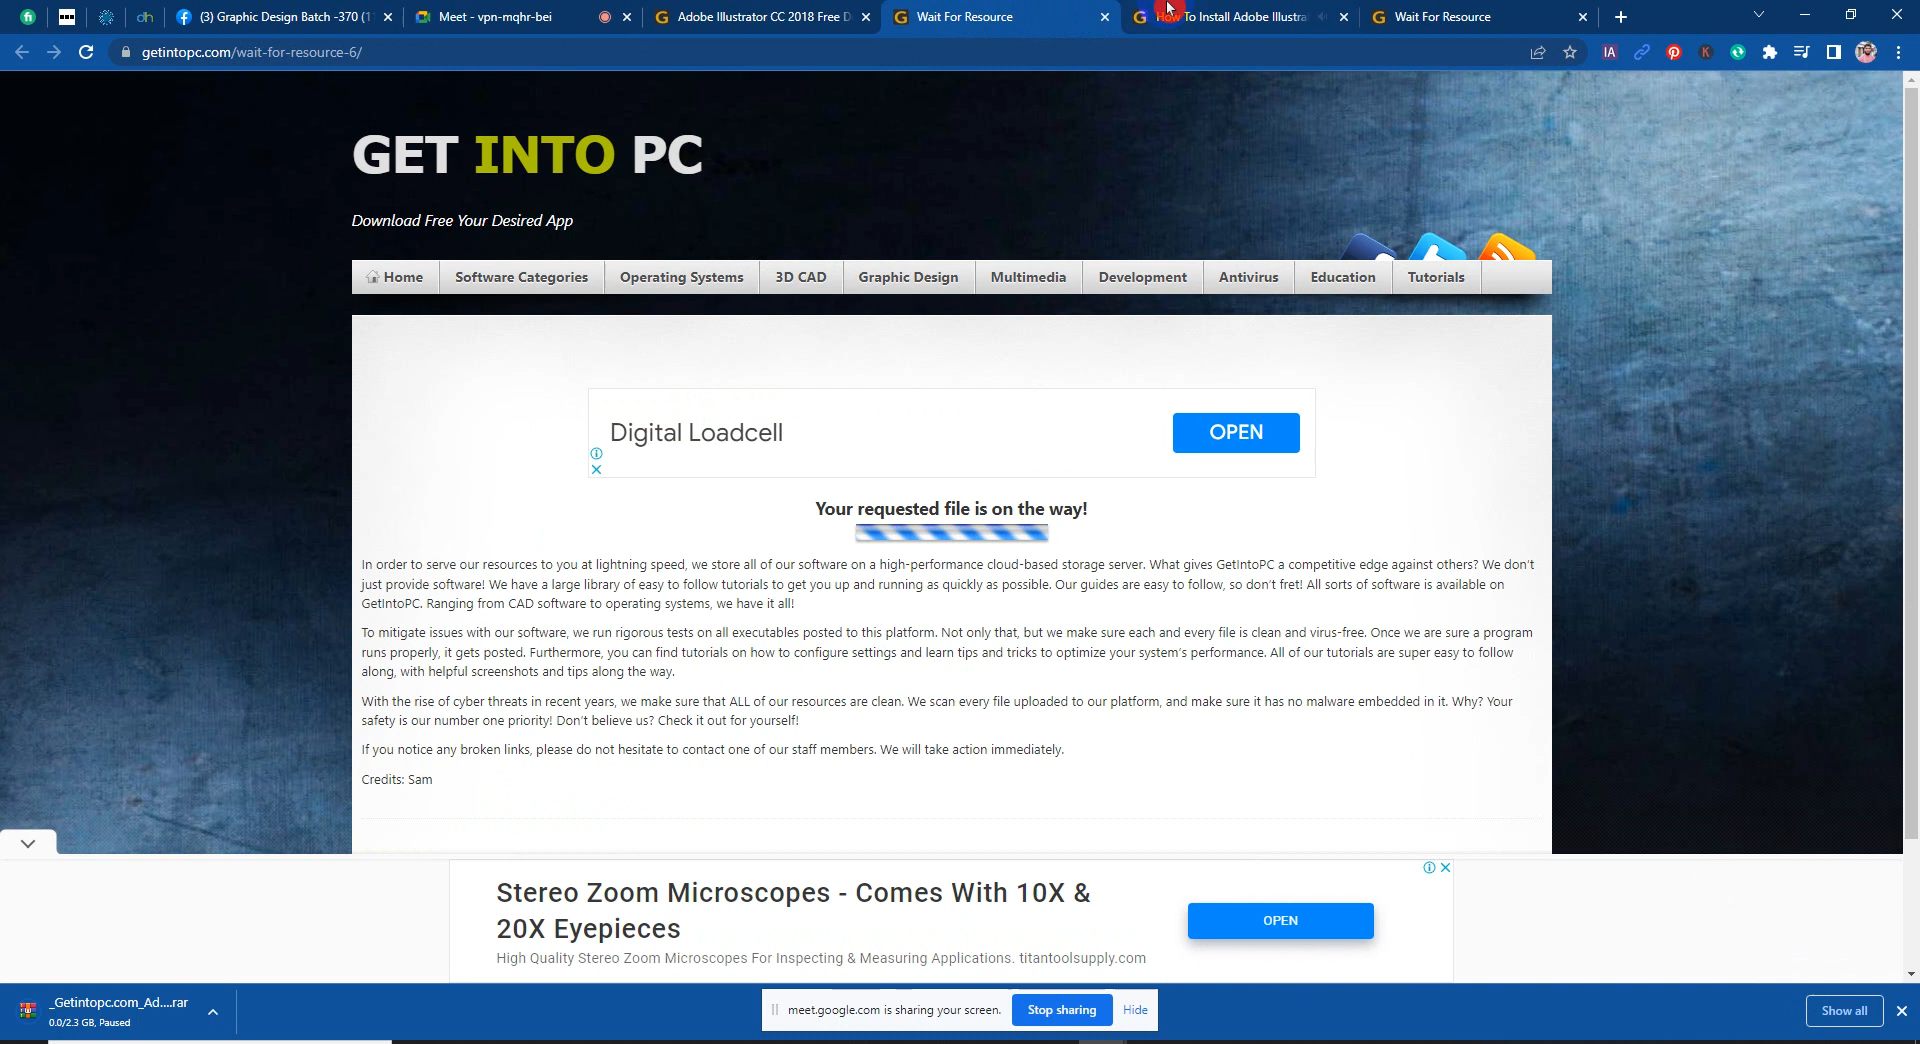 dh
(3) Graphic Design Batch -370 (1
Meet - vpn-mqhr-bei
Adobe Illustrator CC 2018 Free D
Wait For Resource
How To Install Adobe Illustra
Wait For Resource
getintopc.com/wait-for-resource-6/
IA
K
GET INTO PC
Download Free Your Desired App
Home
Software Categories
Operating Systems
3D CAD
Graphic Design
Multimedia
Development
Antivirus
Education
Tutorials
Digital Loadcell
OPEN
Your requested file is on the way!
In order to serve our resources to you at lightning speed, we store all of our software on a high-performance cloud-based storage server. What gives GetIntoPC a competitive edge against others? We don't
just provide software! We have a large library of easy to follow tutorials to get you up and running as quickly as possible. Our guides are easy to follow, so don't fret! All sorts of software is available on
GetIntoPC. Ranging from CAD software to operating systems, we have it all!
To mitigate issues with our software, we run rigorous tests on all executables posted to this platform. Not only that, but we make sure each and every file is clean and virus-free. Once we are sure a program
runs properly, it gets posted. Furthermore, you can find tutorials on how to configure settings and learn tips and tricks to optimize your system's performance. All of our tutorials are super easy to follow
along, with helpful screenshots and tips along the way.
With the rise of cyber threats in recent years, we make sure that ALL of our resources are clean. We scan every file uploaded to our platform, and make sure it has no malware embedded in it. Why? Your
safety is our number one priority! Don't believe us? Check it out for yourself!
If you notice any broken links, please do not hesitate to contact one of our staff members. We will take action immediately.
Credits: Sam
Stereo Zoom Microscopes - Comes With 10X &
20X Eyepieces
High Quality Stereo Zoom Microscopes For Inspecting & Measuring Applications. titantoolsupply.com
OPEN
_Getintopc.com_Ad....rar
0.0/2.3 GB, Paused
meet.google.com is sharing your screen.
Stop sharing
Hide
Show all